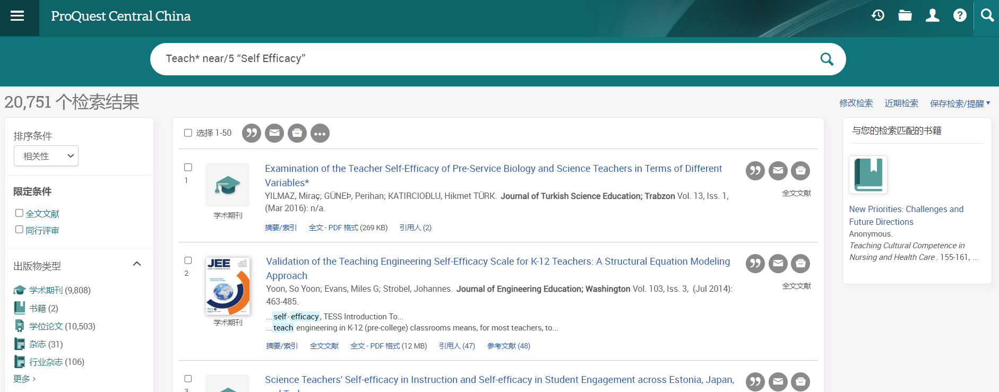 ProQuest Central China
Teach* near/5 “Self Efficacy”
20,751 个检索结果
修改检索 近期检索 保存检索/提醒
排序条件
相关性
限定条件
全文文献
同行评审
出版物类型
学术期刊 (9,808)
书籍 (2)
学位论文 (10,503)
杂志 (31)
行业杂志 (106)
更多 ›
选择 1-50
1
学术期刊
Examination of the Teacher Self-Efficacy of Pre-Service Biology and Science Teachers in Terms of Different
Variables*
YILMAZ, Miraç; GÜNEÞ, Perihan; KATIRCIOÐLU, Hikmet TÜRK. Journal of Turkish Science Education; Trabzon Vol. 13, Iss. 1,
(Mar 2016): n/a.
摘要/索引 全文 - PDF 格式 (269 KB) 引用人 (2)
全文文献
2
JEE
学术期刊
Validation of the Teaching Engineering Self-Efficacy Scale for K-12 Teachers: A Structural Equation Modeling
Approach
Yoon, So Yoon; Evans, Miles G; Strobel, Johannes. Journal of Engineering Education; Washington Vol. 103, Iss. 3, (Jul 2014):
463-485.
...self-efficacy, TESS Introduction To...
...teach engineering in K-12 (pre-college) classrooms means, for most teachers, to...
摘要/索引 全文文献 全文 - PDF 格式 (12 MB) 引用人 (47) 参考文献 (48)
全文文献
3
Science Teachers' Self-efficacy in Instruction and Self-efficacy in Student Engagement across Estonia, Japan,
与您的检索匹配的书籍
New Priorities: Challenges and
Future Directions
Anonymous.
Teaching Cultural Competence in
Nursing and Health Care . 155-161, ...